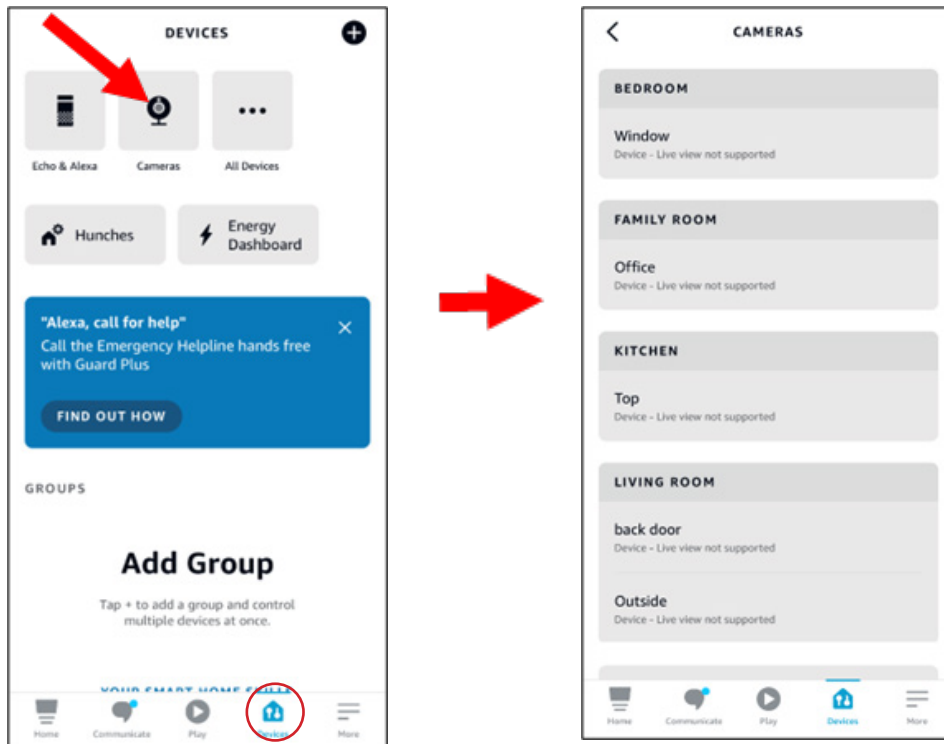 DEVICES
Echo & Alexa
Cameras
All Devices
Hunches
Energy
Dashboard
"Alexa, call for help"
Call the Emergency Helpline hands free
with Guard Plus
FIND OUT HOW
GROUPS
Add Group
Tap + to add a group and control
multiple devices at once.
YOUR SMART HOME SKILLS
Home
Communicate
Play
Devices
More
CAMERAS
BEDROOM
Window
Device - Live view not supported
FAMILY ROOM
Office
Device - Live view not supported
KITCHEN
Top
Device - Live view not supported
LIVING ROOM
back door
Device - Live view not supported
Outside
Device - Live view not supported
Home
Communicate
Play
Devices
More